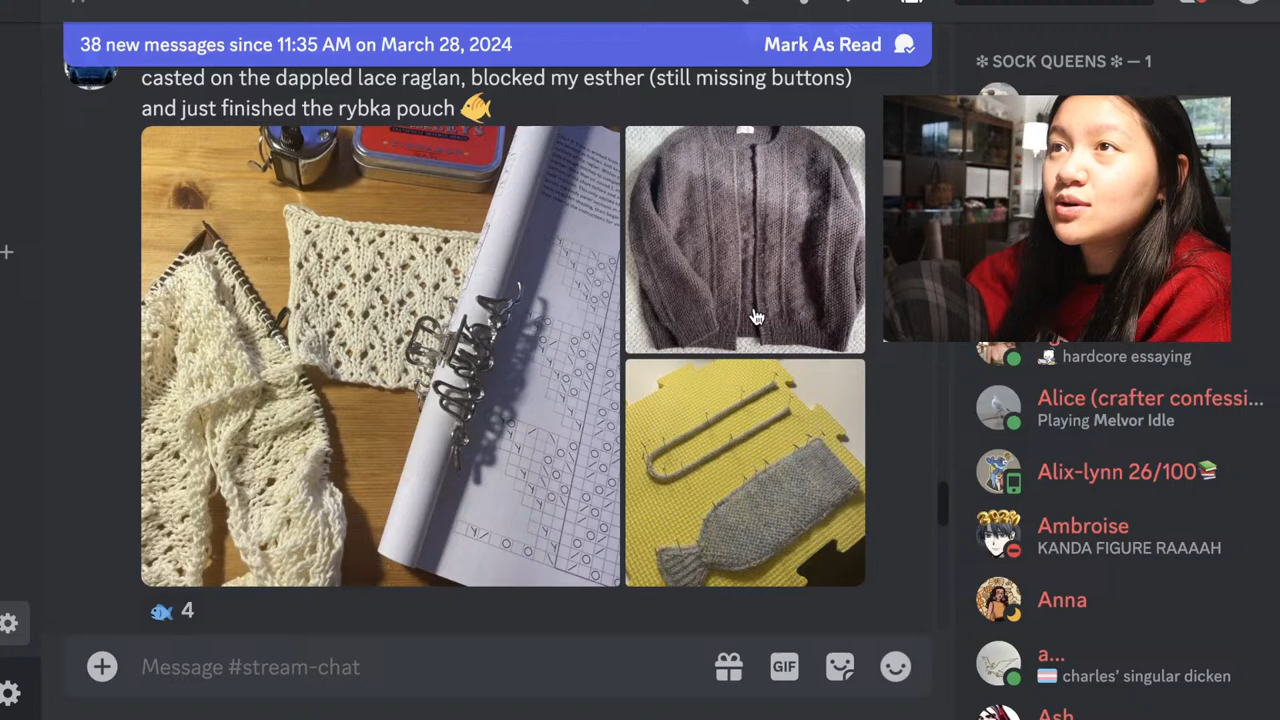 38 new messages since 11:35 AM on March 28, 2024
Mark As Read
casted on the dappled lace raglan, blocked my esther (still missing buttons)
and just finished the rybka pouch
4
Message #stream-chat
GIF
✻ SOCK QUEENS ✻ — 1
hardcore essaying
Alice (crafter confessi...
Playing Melvor Idle
Alix-lynn 26/100
Ambroise
KANDA FIGURE RAAAAH
Anna
a...
charles' singular dicken
Ash